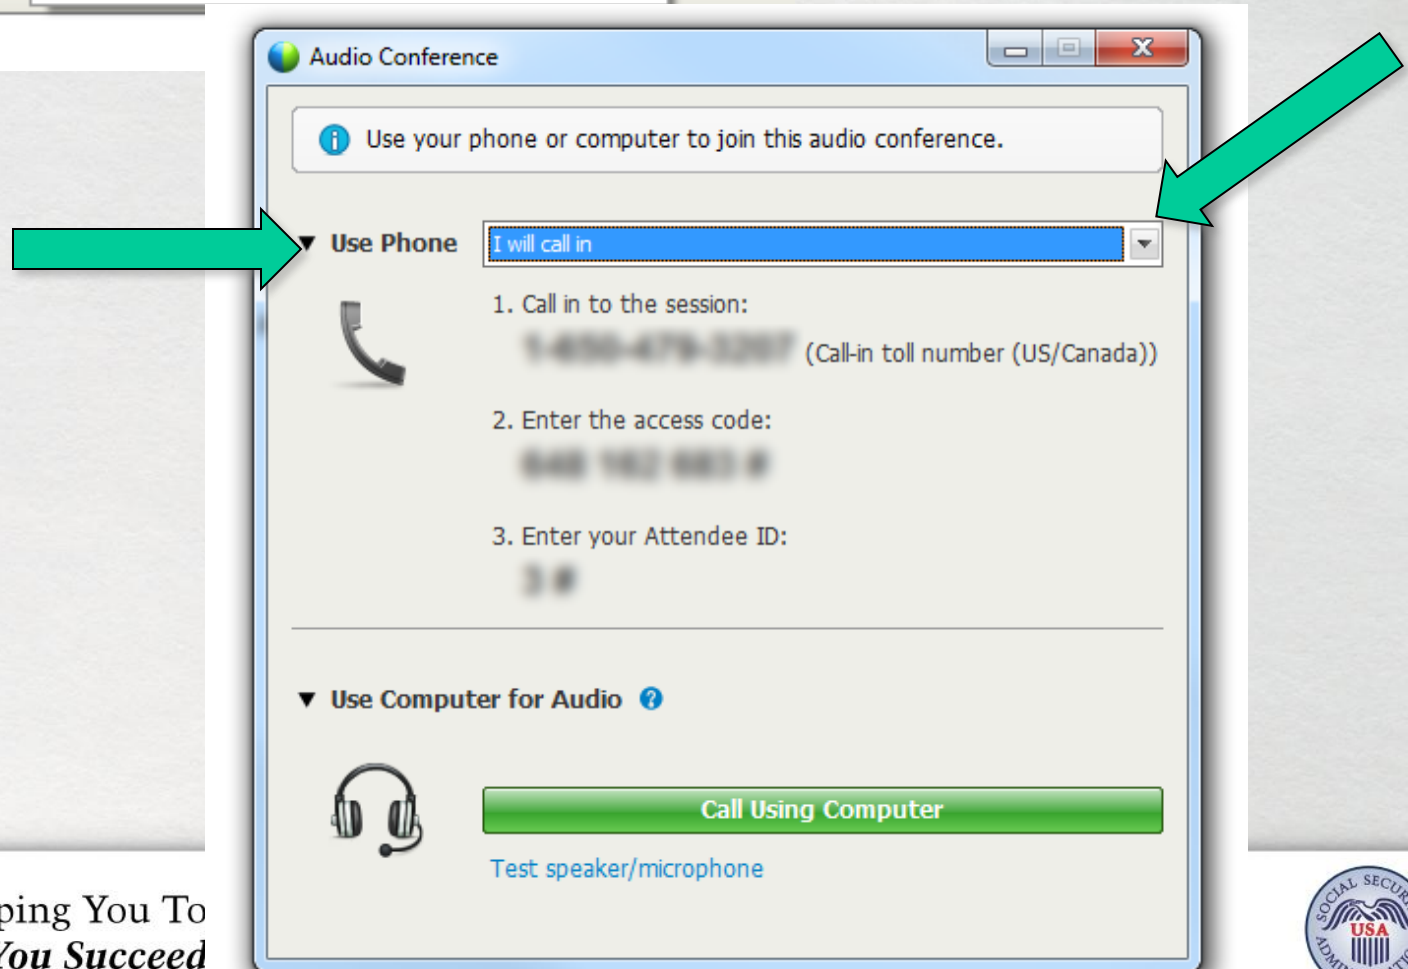 Audio Conference
Use your phone or computer to join this audio conference.
Use Phone
I will call in
1. Call in to the session:
(Call-in toll number (US/Canada))
2. Enter the access code:
3. Enter your Attendee ID:
Use Computer for Audio
Call Using Computer
Test speaker/microphone
ping You To
You Succeed
SOCIAL
USA